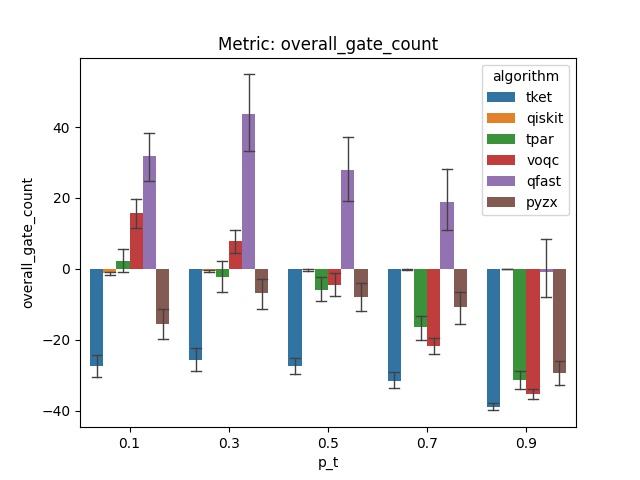 Metric: overall_gate_count
algorithm
tket
qiskit
tpar
voqc
qfast
pyzx
overall_gate_count
40
20
0
−20
−40
0.1 0.3 0.5 0.7 0.9
p_t